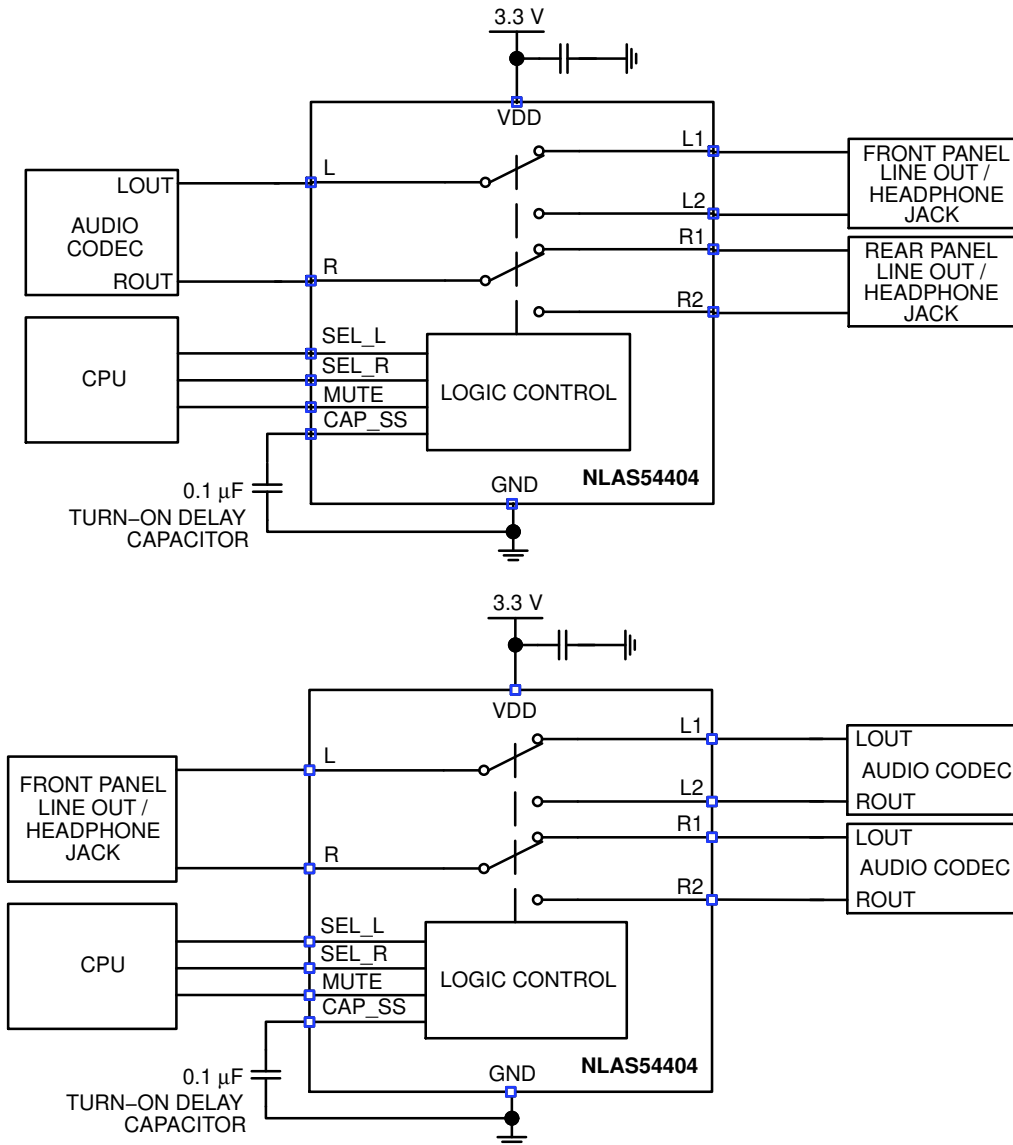 3.3 V
VDD
L1
FRONT PANEL
LINE OUT /
HEADPHONE
JACK
LOUT
L
AUDIO
CODEC
L2
R1
REAR PANEL
LINE OUT /
HEADPHONE
JACK
ROUT
R
R2
SEL_L
SEL_R
MUTE
CAP_SS
CPU
LOGIC CONTROL
NLAS54404
GND
0.1 μF
TURN–ON DELAY
CAPACITOR
3.3 V
VDD
L1
LOUT
AUDIO CODEC
ROUT
L
FRONT PANEL
LINE OUT /
HEADPHONE
JACK
L2
R1
LOUT
AUDIO CODEC
ROUT
R
R2
SEL_L
SEL_R
MUTE
CAP_SS
CPU
LOGIC CONTROL
NLAS54404
GND
0.1 μF
TURN–ON DELAY
CAPACITOR